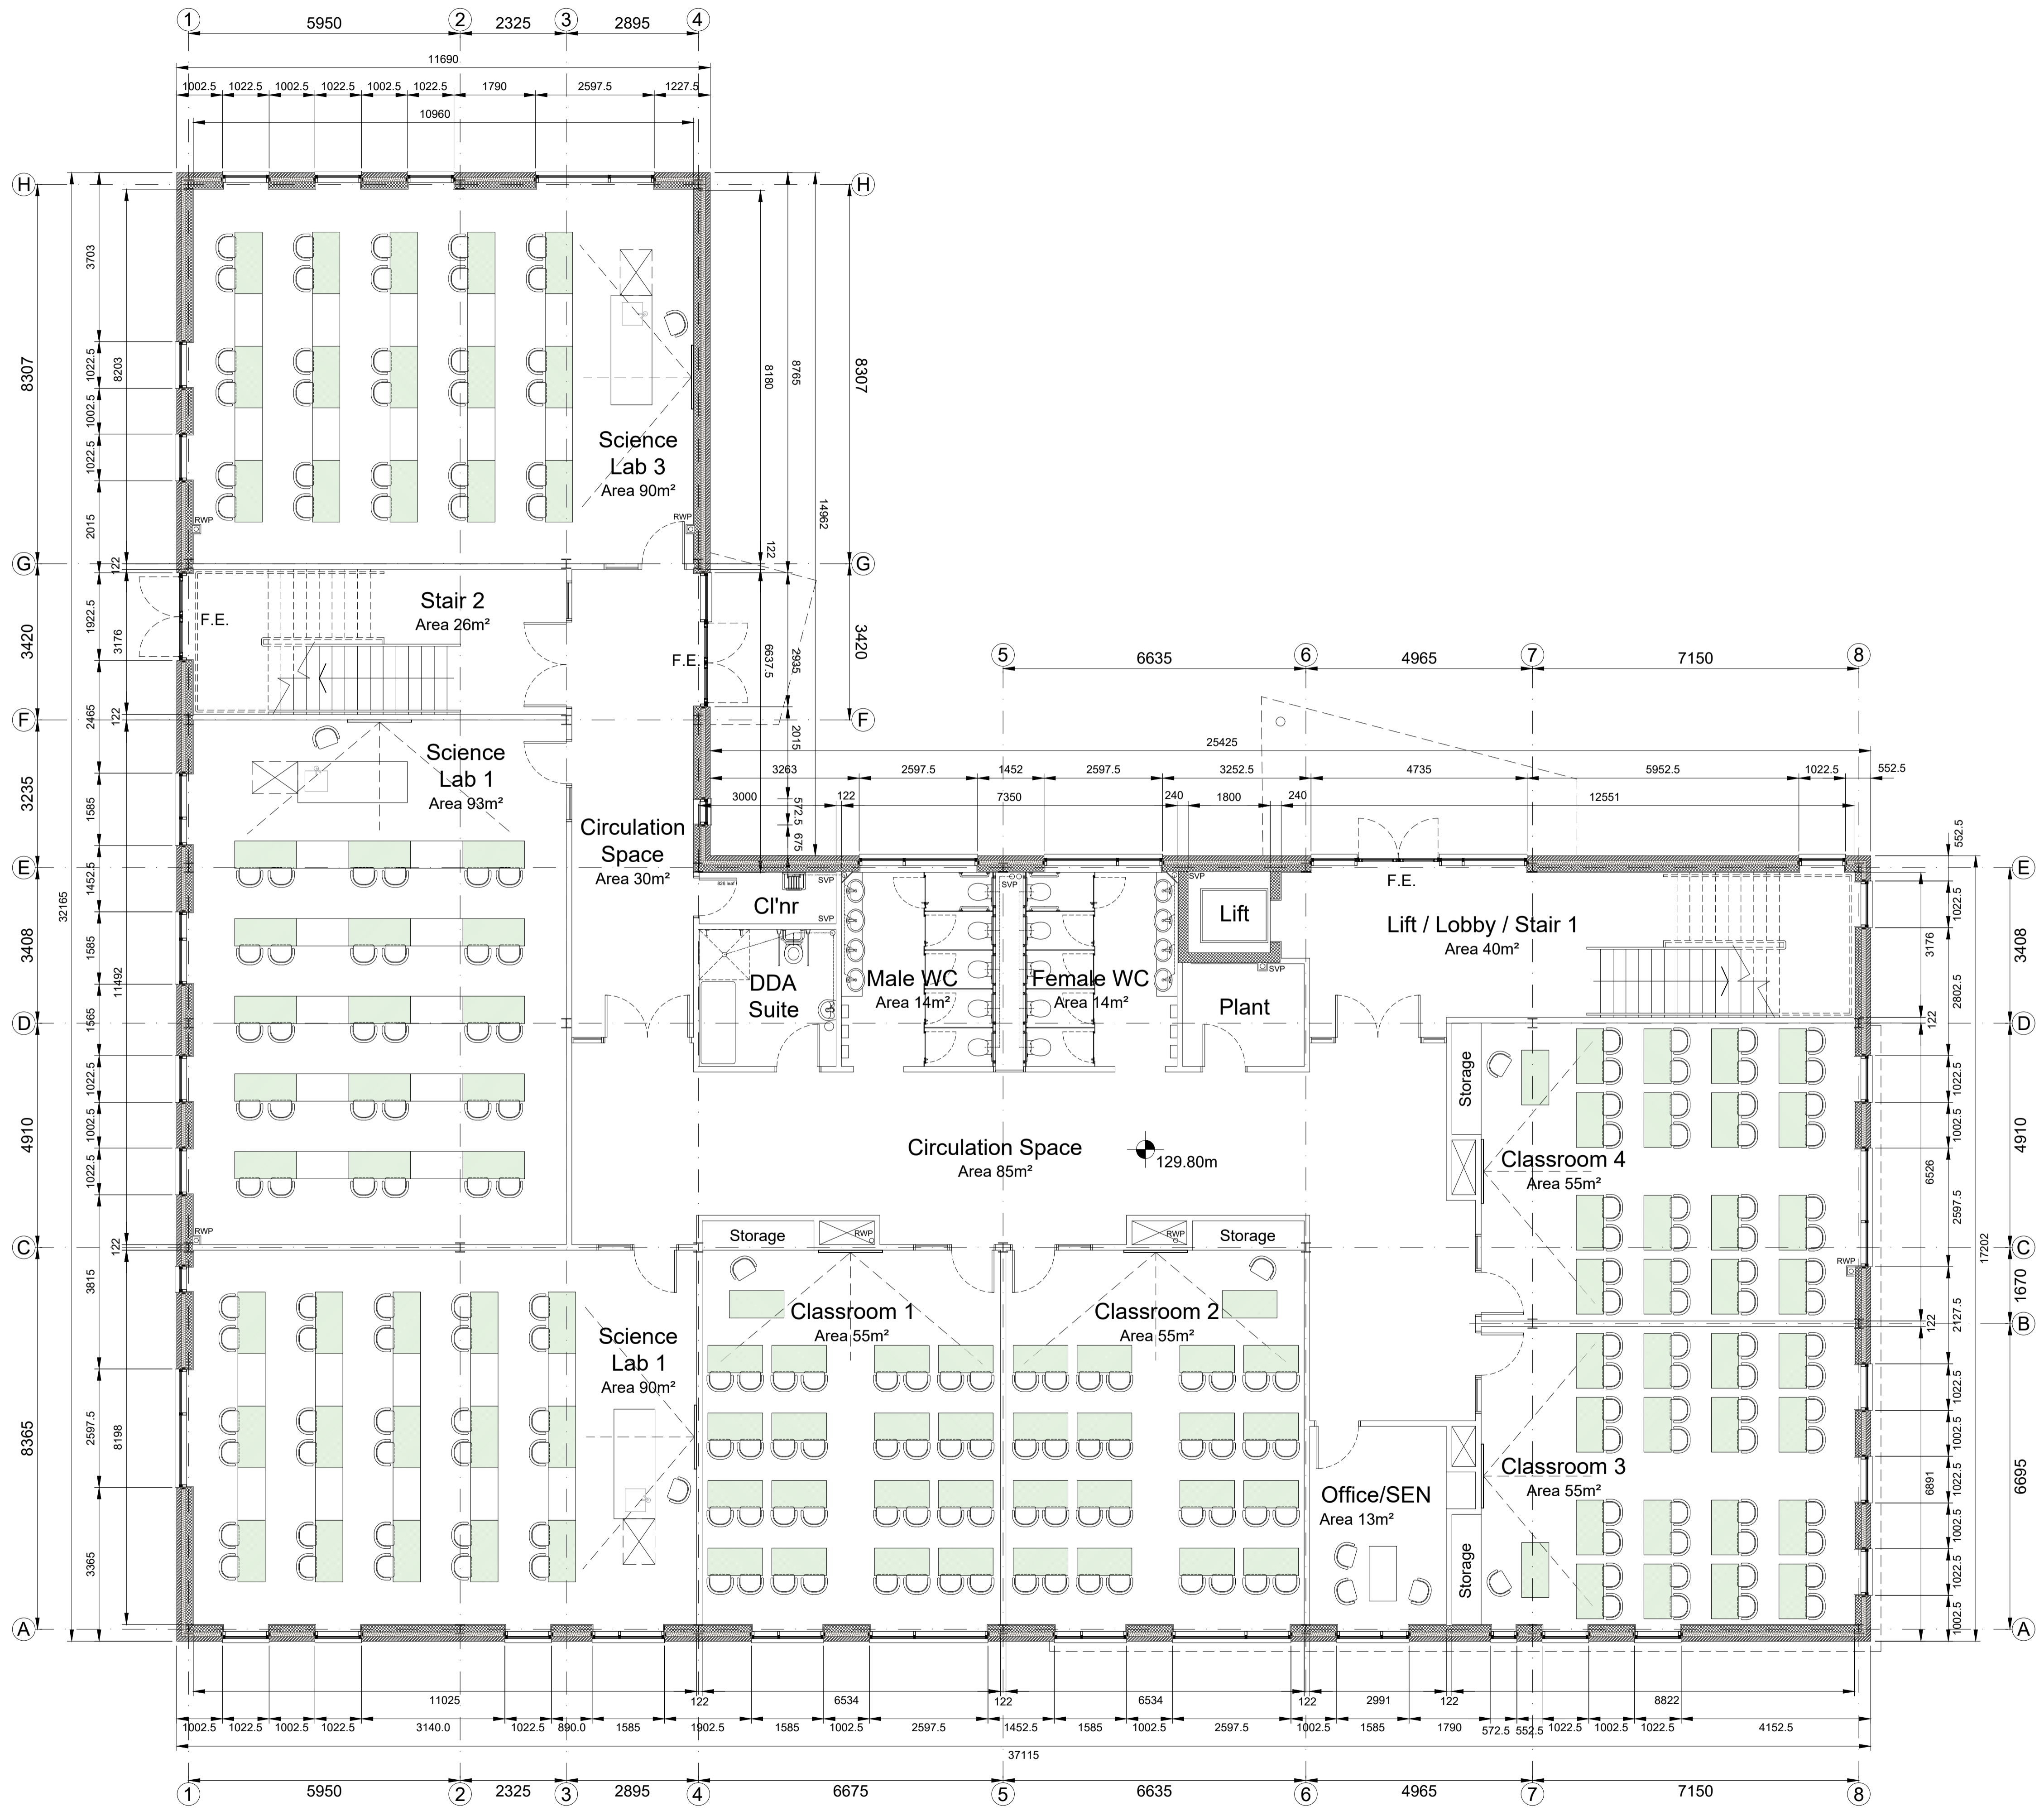 1 2 3 4
5950 2325 2895
11690
1002.5 1022.5 1002.5 1022.5 1002.5 1022.5 1790 2597.5 1227.5
10960
H H
3703
8307 8203 1022.5 8180 8765 8307
1002.5
1022.5
Science
Lab 3
Area 90m²
2015 14962
RWP RWP
122 122
G G
1922.5
3420 3176
Stair 2
Area 26m²
F.E. F.E.
6637.5 2935 3420
5 6 7 8
6635 4965 7150
2465 122
F F
2015
25425
Science
Lab 1
Area 93m²
3263 2597.5 1452 2597.5 3252.5 4735 5952.5 1022.5 552.5
3000 122 7350 240 1800 240 12551
3235 1585 572.5 675 552.5
Circulation
Space
Area 30m²
E E E
1452.5
32165
F.E.
SVP SVP SVP
Cl'nr
SVP
Lift
Lift / Lobby / Stair 1
Area 40m²
1022.5 3176 3408
3408 1585 11492
SVP
DDA
Suite
Male WC
Area 14m²
Female WC
Area 14m²
Plant
2802.5
1565
122
D D
1022.5
1002.5
1022.5
4910
Storage
1022.5
1002.5
4910
6526
2597.5
Circulation Space
Area 85m²
129.80m
Classroom 4
Area 55m²
RWP
Storage RWP RWP Storage
C C
122
17202
RWP
3815
1670
2127.5
122
Classroom 1
Area 55m²
Classroom 2
Area 55m²
B
Science
Lab 1
Area 90m²
8365 2597.5 8198
1022.5
1002.5
1022.5
1002.5
1022.5
1002.5
6891
6695
Classroom 3
Area 55m²
Office/SEN
Area 13m²
3365
Storage
A A
11025 122 6534 122 6534 122 2991 122 8822
1002.5 1022.5 1002.5 1022.5 3140.0 1022.5 890.0 1585 1902.5 1585 1002.5 2597.5 1452.5 1585 1002.5 2597.5 1002.5 1585 1790 572.5 552.5 1022.5 1002.5 1022.5 4152.5
37115
5950 2325 2895 6675 6635 4965 7150
1 2 3 4 5 6 7 8